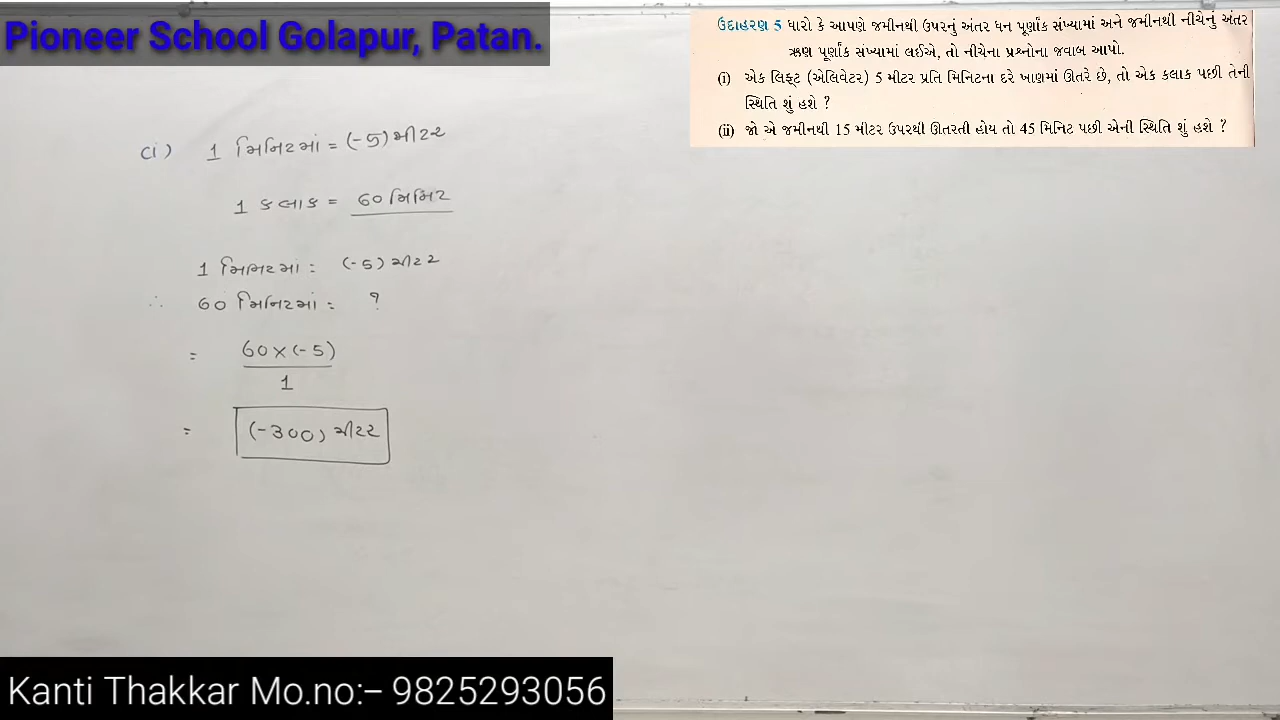 Pioneer School Golapur, Patan.
ઉદાહરણ 5 ધારો કે આપણે જમીનથી ઉપરનું અંતર ધન પૂર્ણાંક સંખ્યામાં અને જમીનથી નીચેનું અંતર
ઋણ પૂર્ણાંક સંખ્યામાં લઈએ, તો નીચેના પ્રશ્નોના જવાબ આપો.
(i) એક લિફ્ટ (એલિવેટર) 5 મીટર પ્રતિ મિનિટના દરે ખાણમાં ઊતરે છે, તો એક કલાક પછી તેની
સ્થિતિ શું હશે ?
(ii) જો એ જમીનથી 15 મીટર ઉપરથી ઊતરતી હોય તો 45 મિનિટ પછી એની સ્થિતિ શું હશે ?
(i) 1 મિનિટમાં = (-5) મીટર
1 કલાક = 60 મિનિટ
1 મિનિટમાં = (-5) મીટર
∴ 60 મિનિટમાં = ?
= 60 × (-5)
1
= (-300) મીટર
Kanti Thakkar Mo.no:– 9825293056